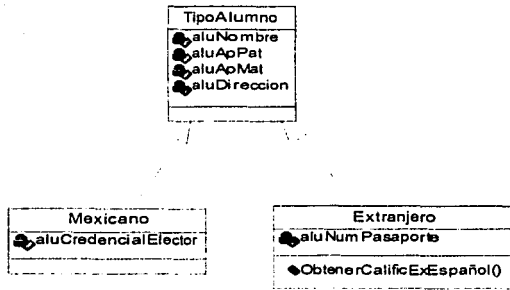 TipoAlumno
aluNombre
aluApPat
aluApMat
aluDireccion
Mexicano
aluCredencialElector
Extranjero
aluNumPasaporte
ObtenerCalificExEspañol()